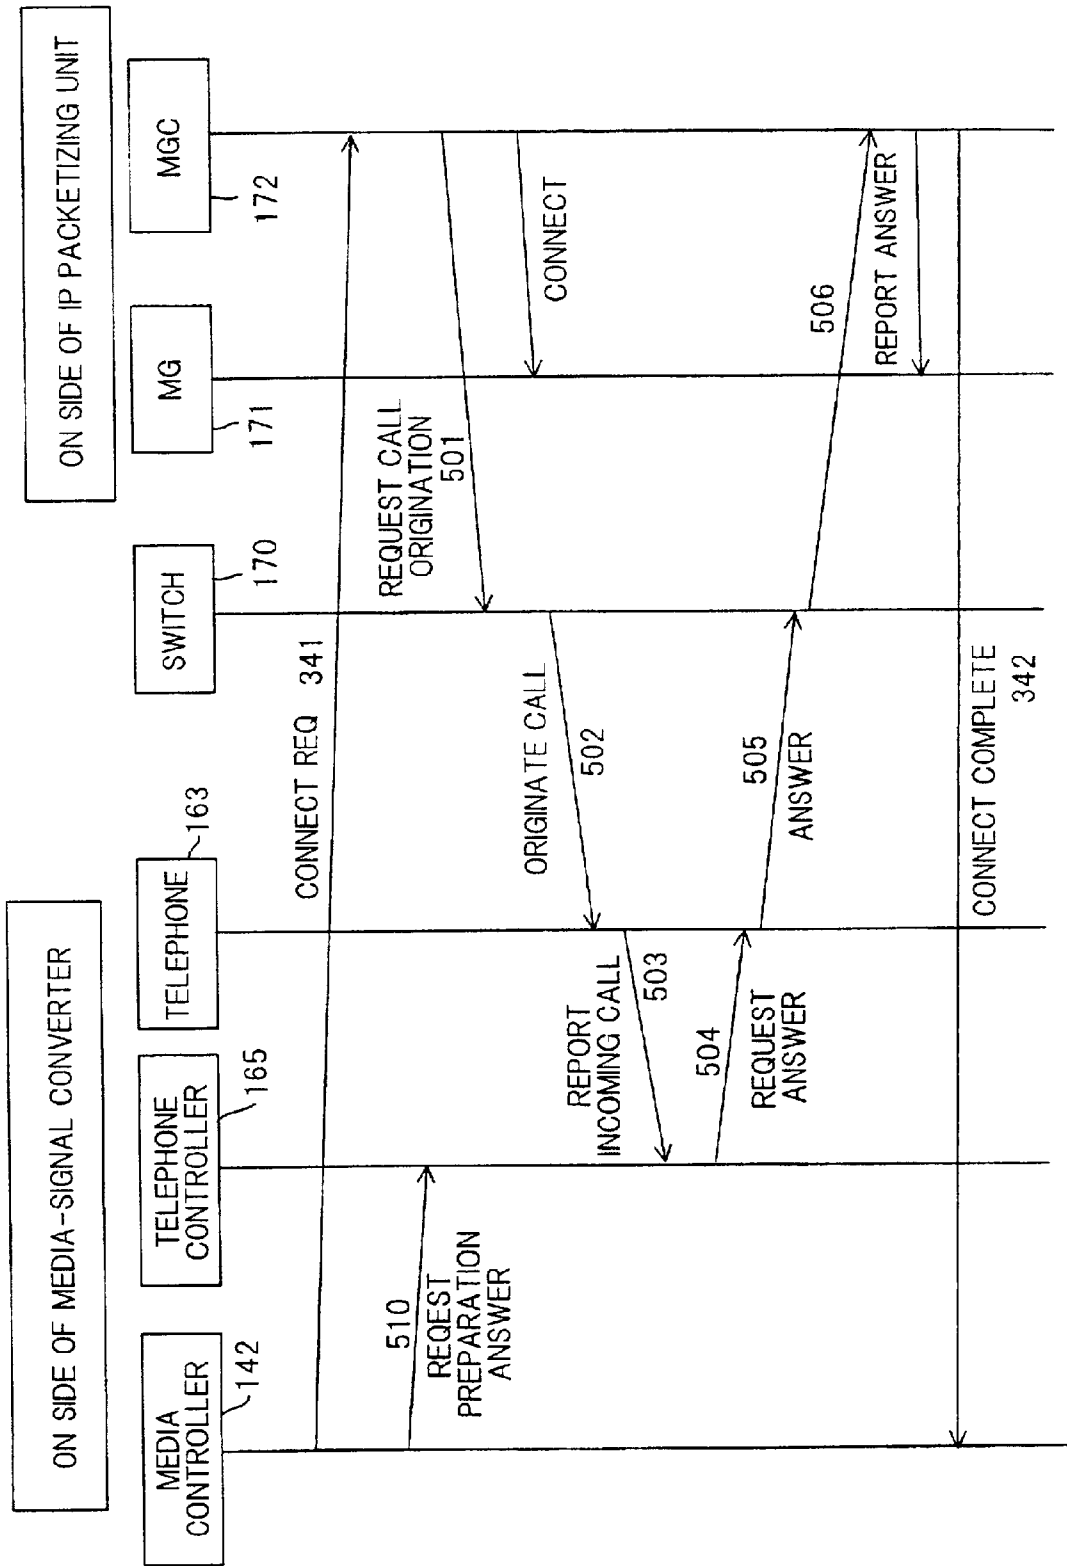 ON SIDE OF MEDIA-SIGNAL CONVERTER
ON SIDE OF IP PACKETIZING UNIT
MEDIA
CONTROLLER
142
TELEPHONE
CONTROLLER
165
TELEPHONE
163
SWITCH
170
MG
171
MGC
172
CONNECT REQ 341
510
REQEST
PREPARATION
ANSWER
REQUEST CALL
ORIGINATION
501
CONNECT
ORIGINATE CALL
502
REPORT
INCOMING CALL
503
504
REQUEST
ANSWER
505
ANSWER
506
REPORT ANSWER
CONNECT COMPLETE
342